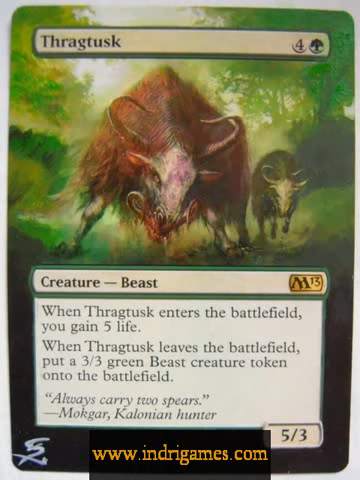 Thragtusk 4
Creature — Beast M13
When Thragtusk enters the battlefield,
you gain 5 life.
When Thragtusk leaves the battlefield,
put a 3/3 green Beast creature token
onto the battlefield.
“Always carry two spears.”
—Mokgar, Kalonian hunter
5/3
www.indrigames.com